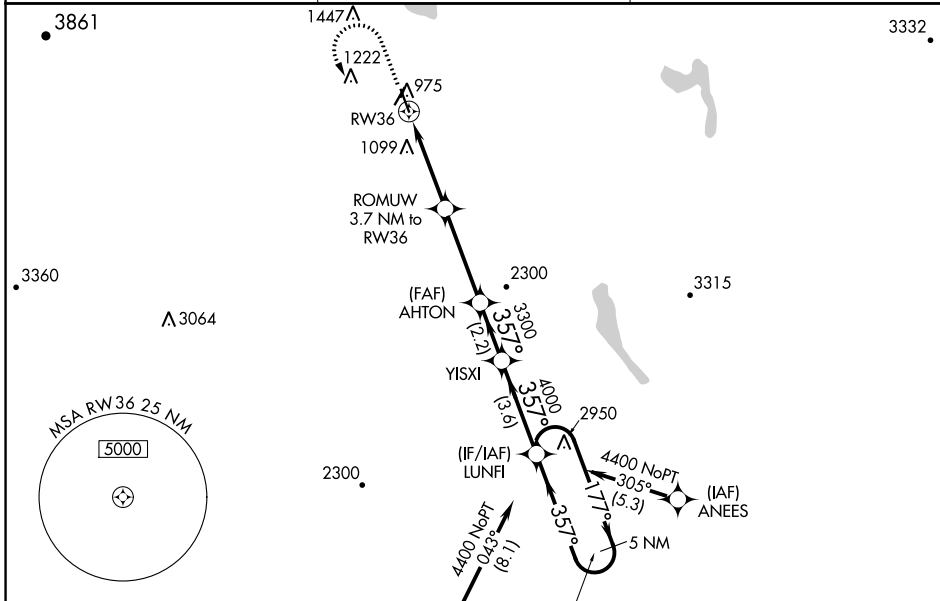 1447
3861
3332
1222
975
RW36
1099
ROMUW
3.7 NM to
RW36
3360
2300
3315
(FAF)
AHTON
3300
357°
(2.2)
3064
YISXI
4000
357°
(3.6)
2950
MSA RW36 25 NM
5000
(IF/IAF)
LUNFI
4400 NoPT
305°
(5.3)
(IAF)
ANEES
2300
177°
357°
5 NM
4400 NoPT
043°
(8.1)